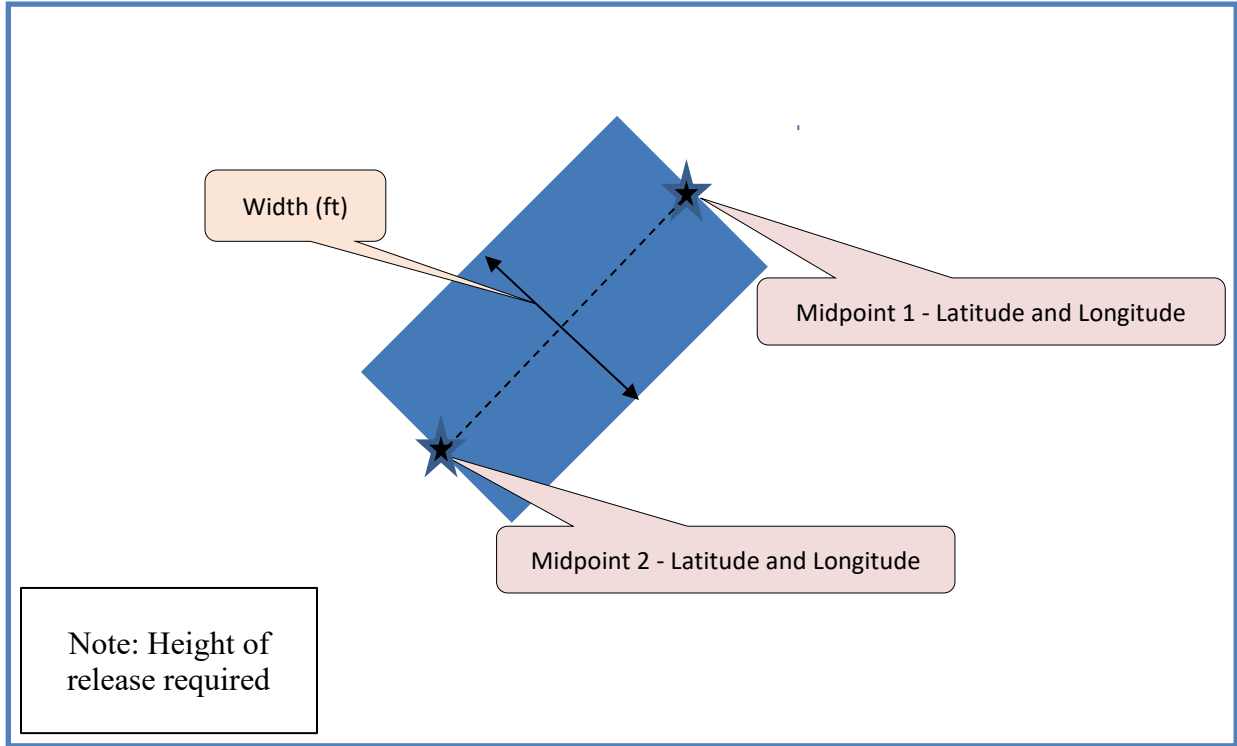 Width (ft)
Midpoint 1 - Latitude and Longitude
Midpoint 2 - Latitude and Longitude
Note: Height of
release required